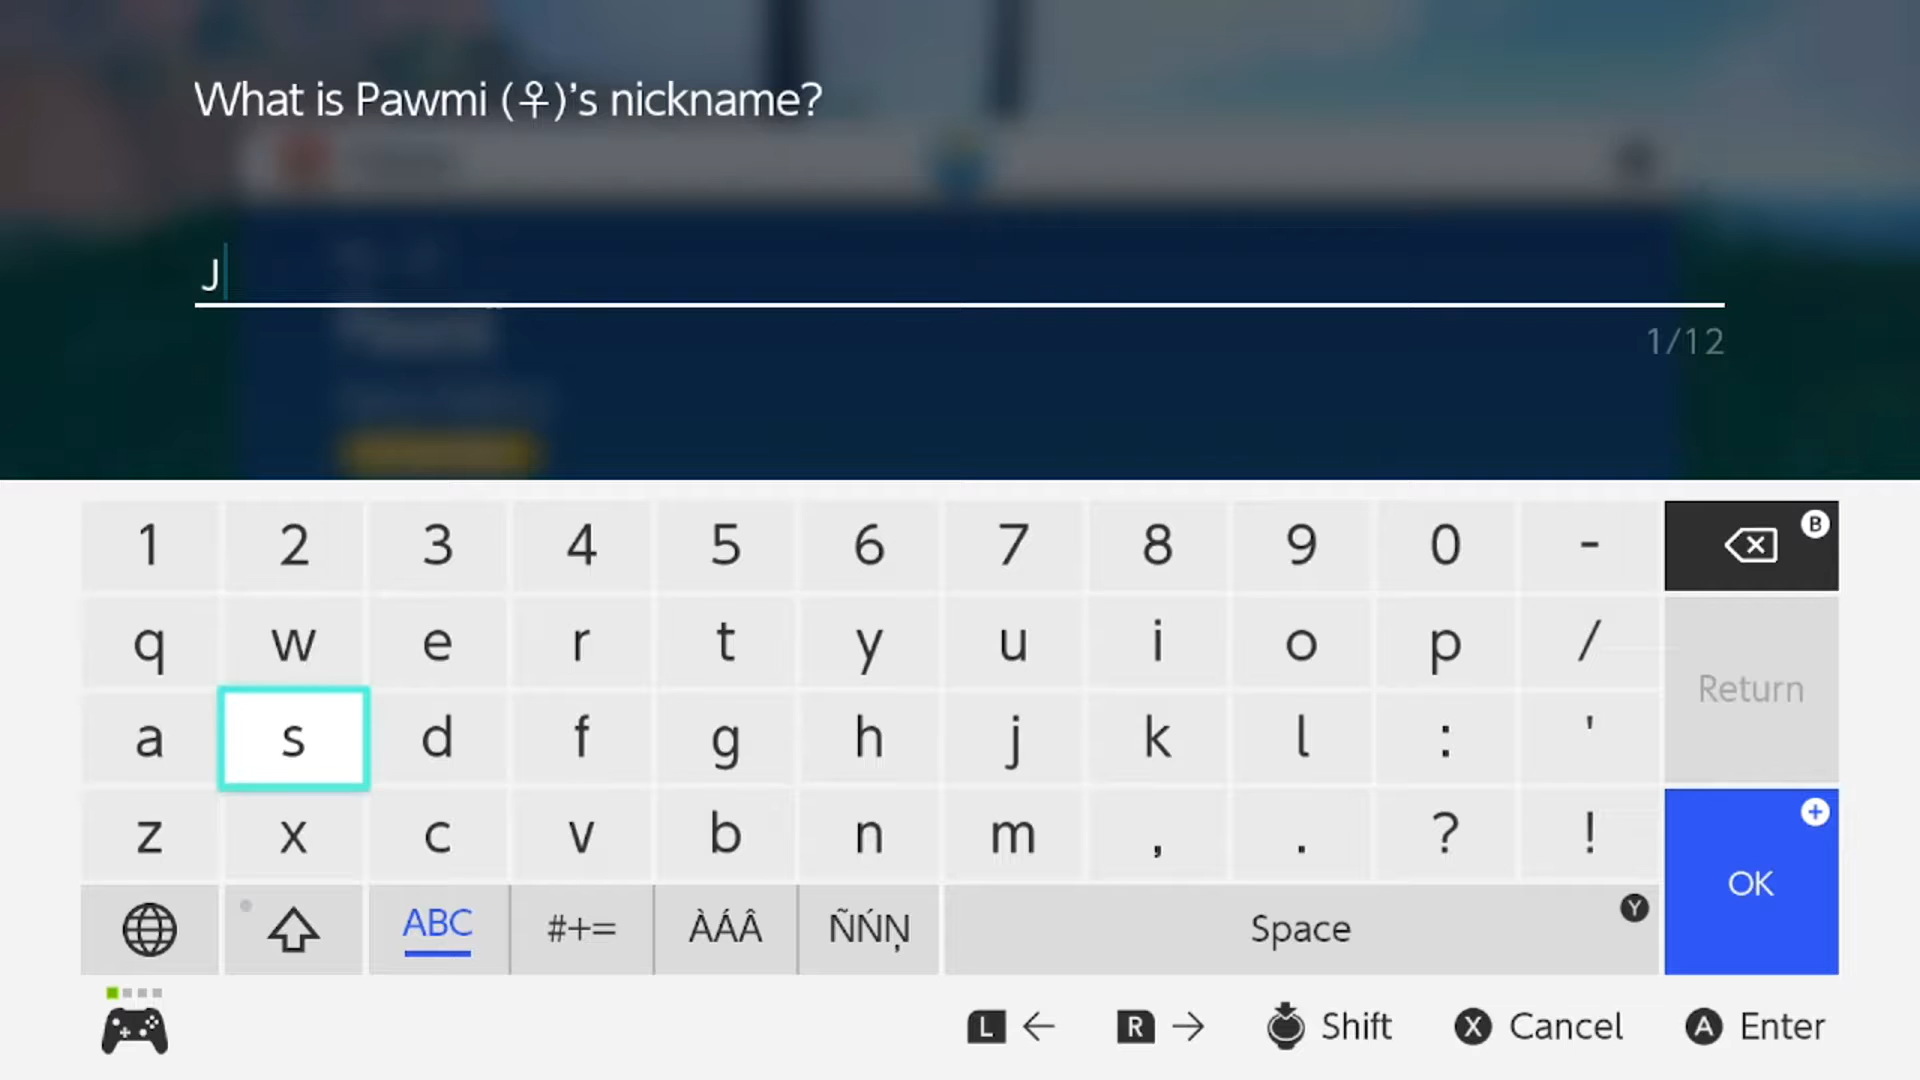 What is Pawmi (♀)'s nickname?
J
1/12
1 2 3 4 5 6 7 8 9 0 - B
q w e r t y u i o p / Return
a s d f g h j k l : '
z x c v b n m , . ? ! + OK
ABC #+= ÀÁÂ ÑŃŅ Space Y
L ← R → Shift X Cancel A Enter